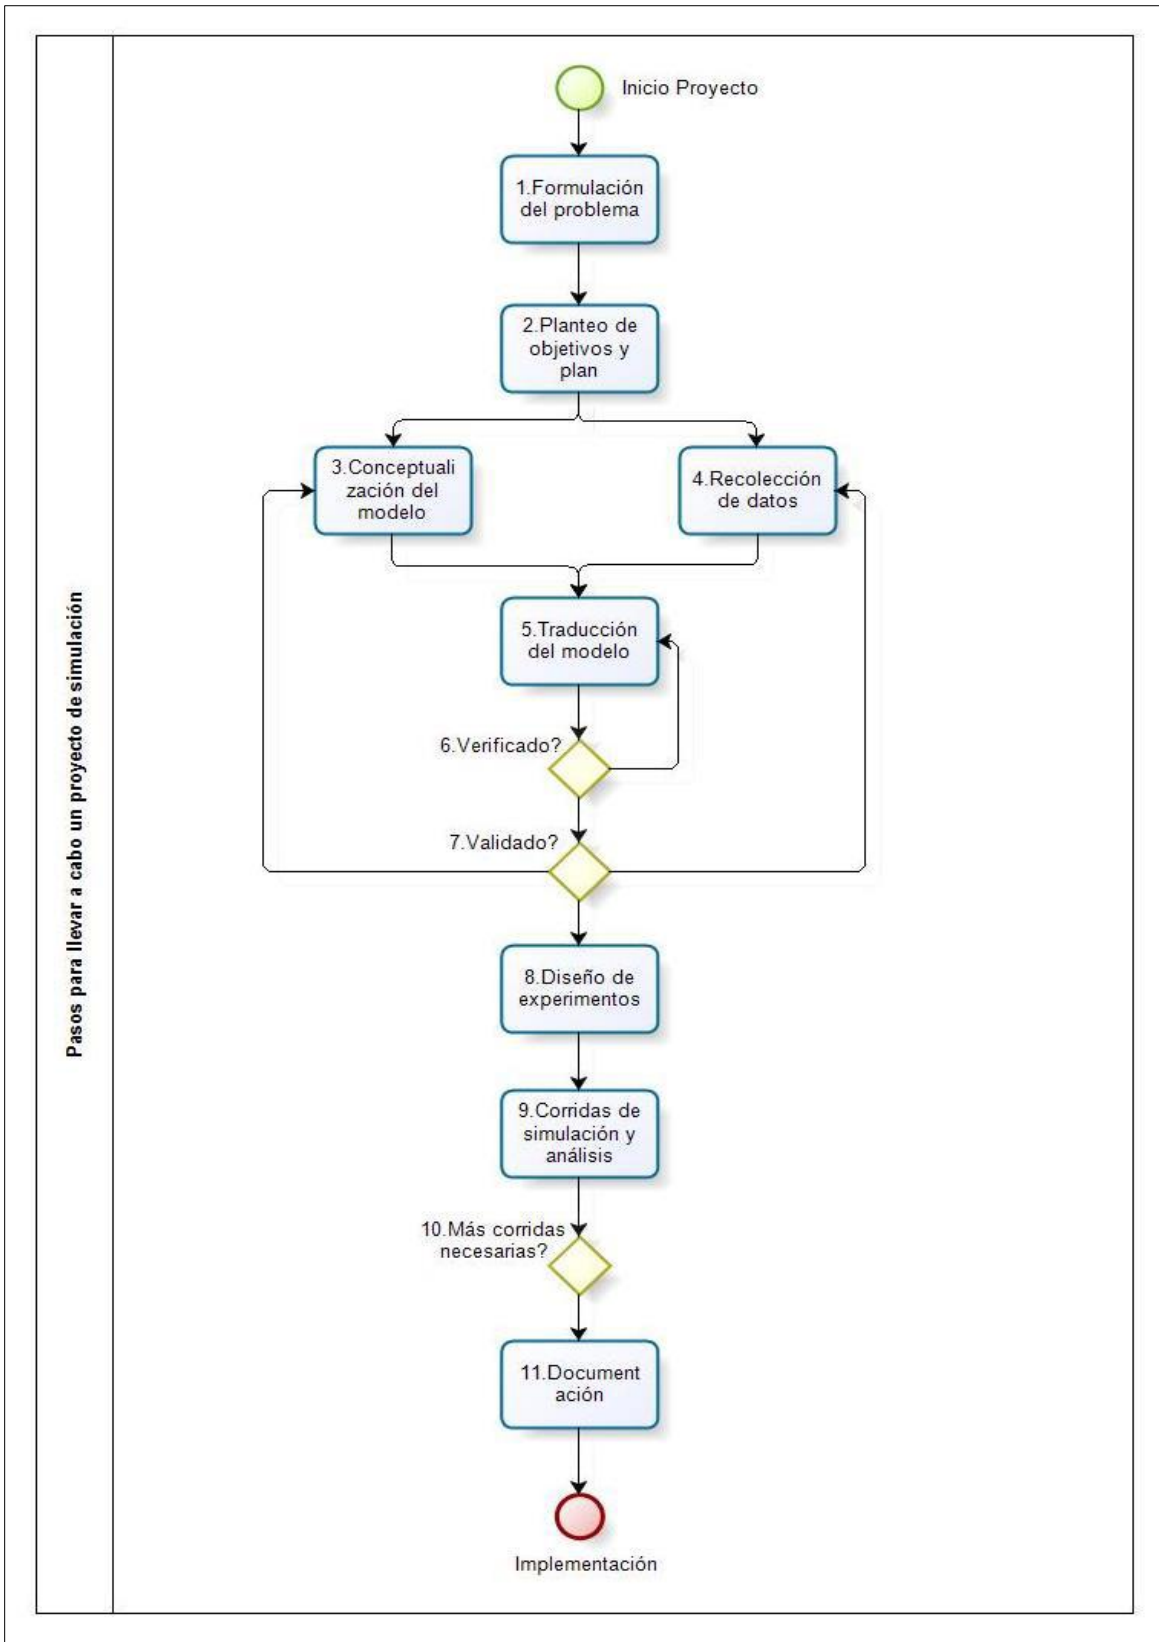 Pasos para llevar a cabo un proyecto de simulación
Inicio Proyecto
1.Formulación
del problema
2.Planteo de
objetivos y
plan
3.Conceptuali
zación del
modelo
4.Recolección
de datos
5.Traducción
del modelo
6.Verificado?
7.Validado?
8.Diseño de
experimentos
9.Corridas de
simulación y
análisis
10.Más corridas
necesarias?
11.Document
ación
Implementación